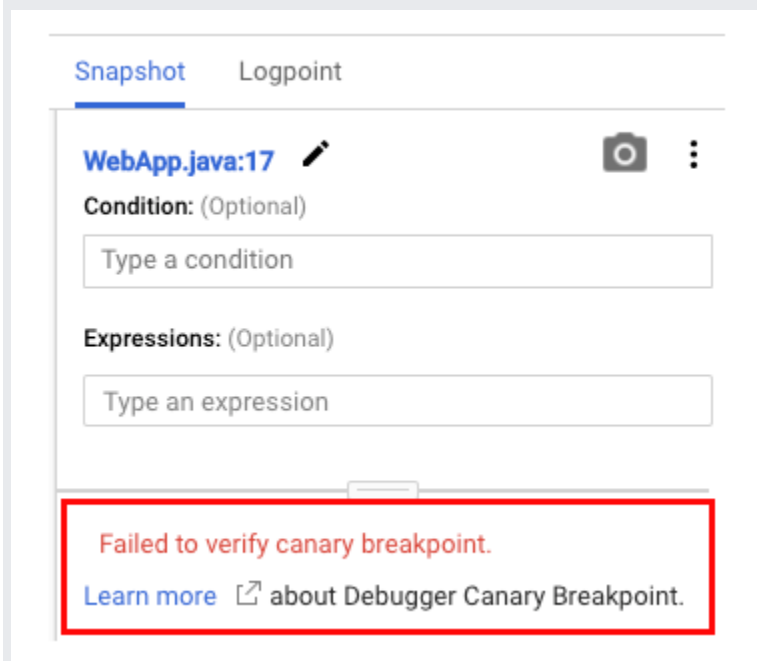 Snapshot Logpoint
WebApp.java:17
Condition: (Optional)
Type a condition
Expressions: (Optional)
Type an expression
Failed to verify canary breakpoint.
Learn more about Debugger Canary Breakpoint.